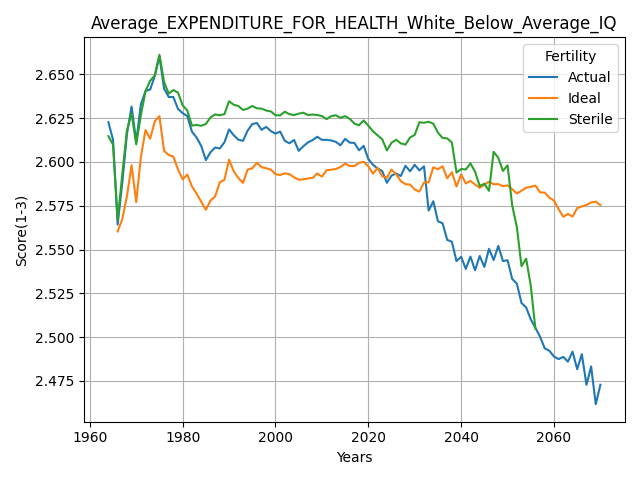 Average_EXPENDITURE_FOR_HEALTH_White_Below_Average_IQ
Fertility
Actual
Ideal
Sterile
Score(1-3)
2.650
2.625
2.600
2.575
2.550
2.525
2.500
2.475
1960
1980
2000
2020
2040
2060
Years